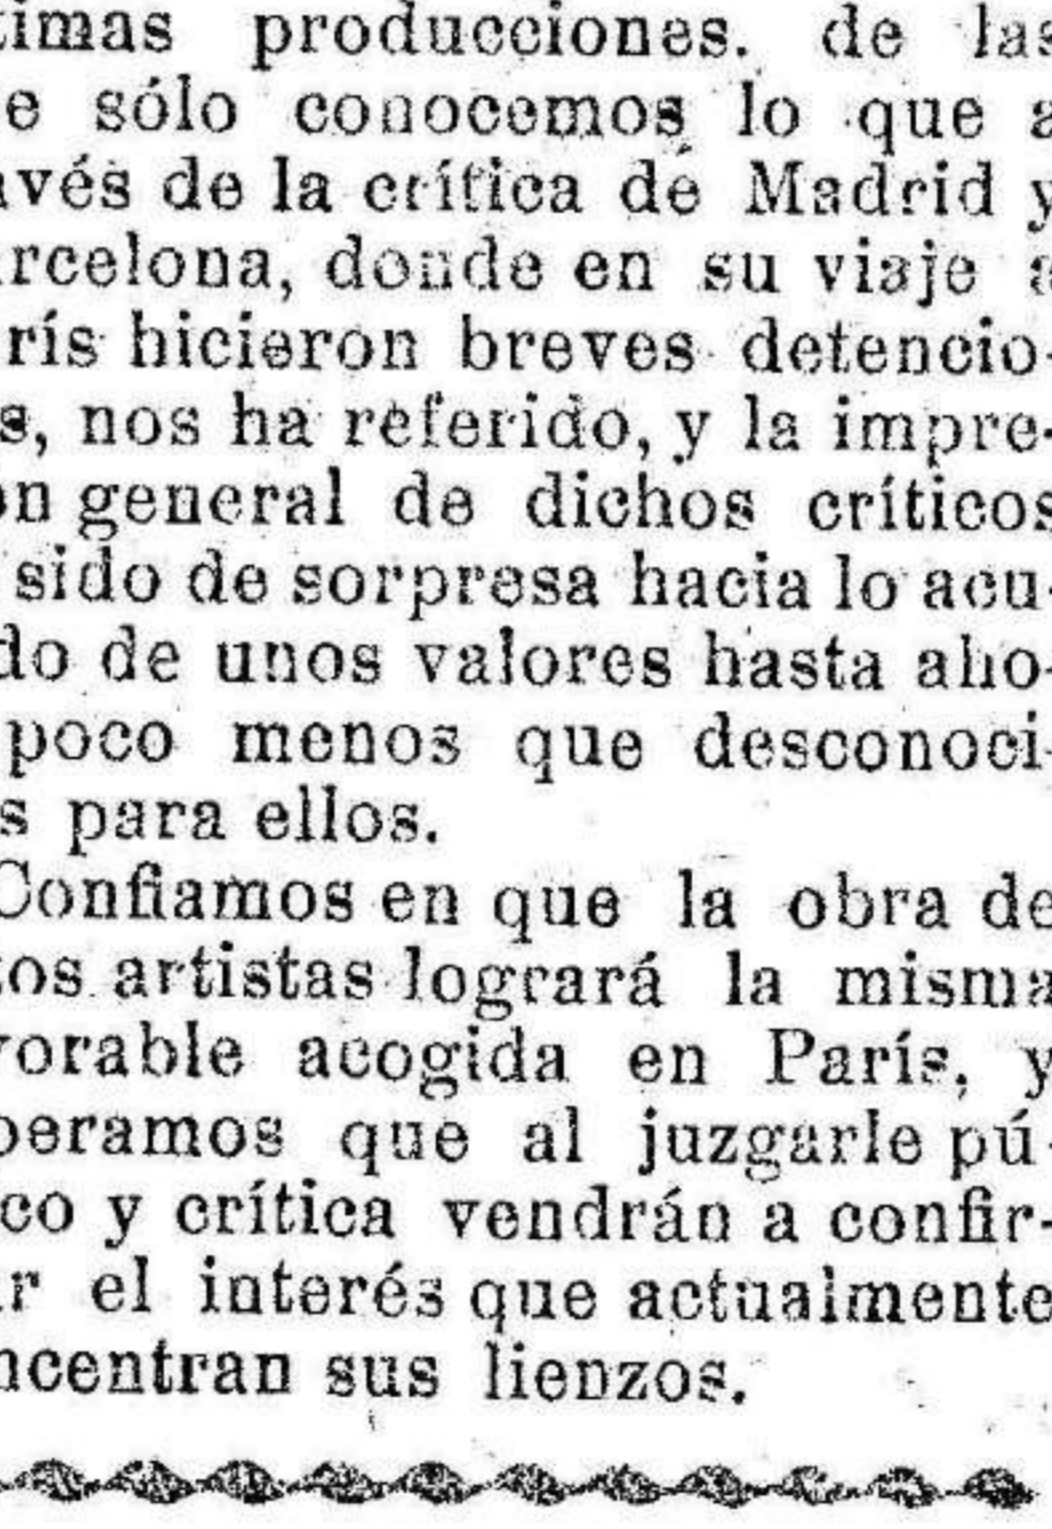 timas producciones. de las
e sólo conocemos lo que a
avés de la crítica de Madrid y
arcelona, donde en su viaje a
rís hicieron breves detencio-
s, nos ha referido, y la impre-
ón general de dichos críticos
sido de sorpresa hacia lo acu-
do de unos valores hasta aho-
poco menos que desconoci-
s para ellos.
Confiamos en que la obra de
tos artistas logrará la misma
vorable acogida en París, y
peramos que al juzgarle pú-
co y crítica vendrán a confir-
ar el interés que actualmente
ncentran sus lienzos.